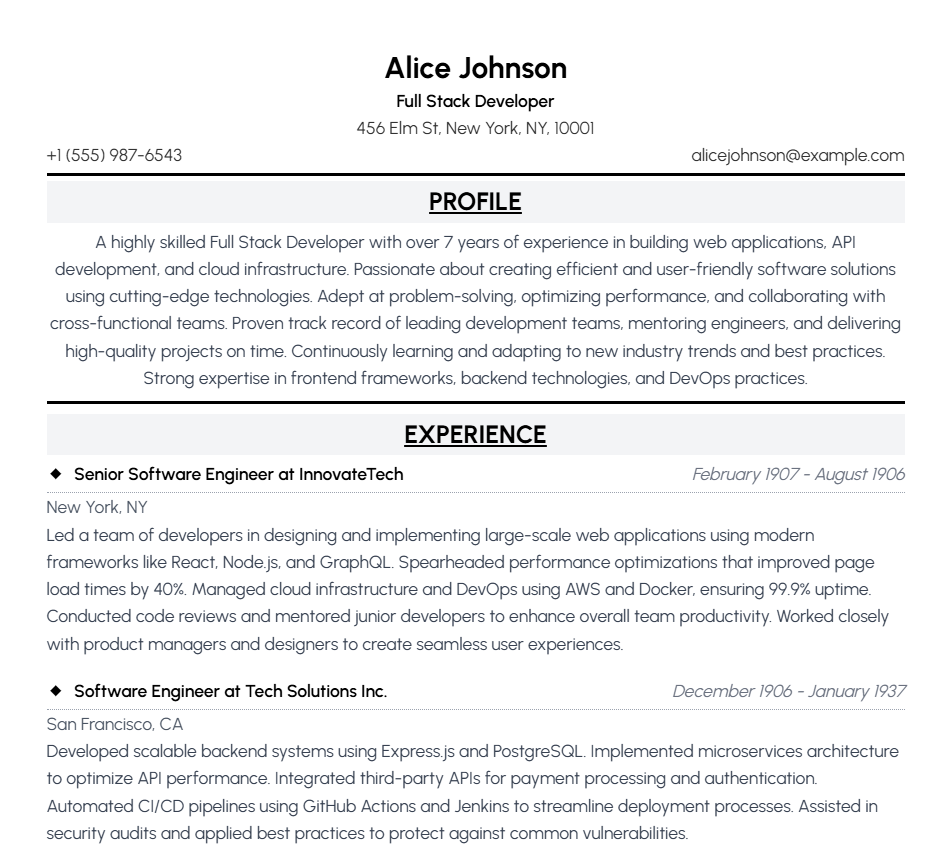 Alice Johnson
Full Stack Developer
456 Elm St, New York, NY, 10001
+1 (555) 987-6543 alicejohnson@example.com
PROFILE
A highly skilled Full Stack Developer with over 7 years of experience in building web applications, API
development, and cloud infrastructure. Passionate about creating efficient and user-friendly software solutions
using cutting-edge technologies. Adept at problem-solving, optimizing performance, and collaborating with
cross-functional teams. Proven track record of leading development teams, mentoring engineers, and delivering
high-quality projects on time. Continuously learning and adapting to new industry trends and best practices.
Strong expertise in frontend frameworks, backend technologies, and DevOps practices.
EXPERIENCE
◆ Senior Software Engineer at InnovateTech February 1907 - August 1906
New York, NY
Led a team of developers in designing and implementing large-scale web applications using modern
frameworks like React, Node.js, and GraphQL. Spearheaded performance optimizations that improved page
load times by 40%. Managed cloud infrastructure and DevOps using AWS and Docker, ensuring 99.9% uptime.
Conducted code reviews and mentored junior developers to enhance overall team productivity. Worked closely
with product managers and designers to create seamless user experiences.
◆ Software Engineer at Tech Solutions Inc. December 1906 - January 1937
San Francisco, CA
Developed scalable backend systems using Express.js and PostgreSQL. Implemented microservices architecture
to optimize API performance. Integrated third-party APIs for payment processing and authentication.
Automated CI/CD pipelines using GitHub Actions and Jenkins to streamline deployment processes. Assisted in
security audits and applied best practices to protect against common vulnerabilities.